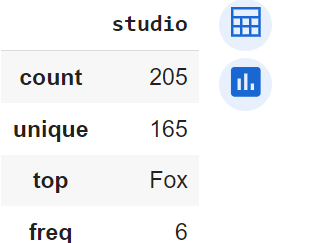 studio
count 205
unique 165
top Fox
freq 6